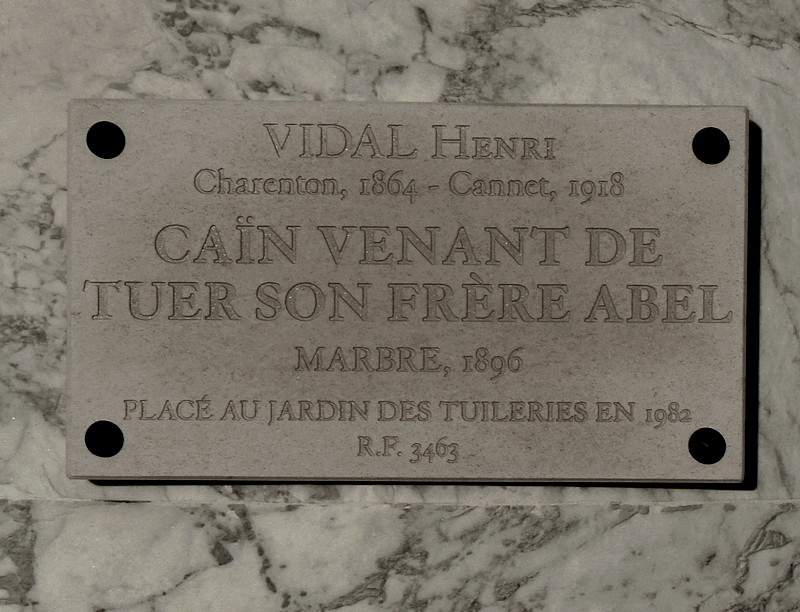 VIDAL HENRI
Charenton, 1864 - Cannet, 1918
CAÏN VENANT DE
TUER SON FRÈRE ABEL
MARBRE, 1896
PLACÉ AU JARDIN DES TUILERIES EN 1982
R.F. 3463